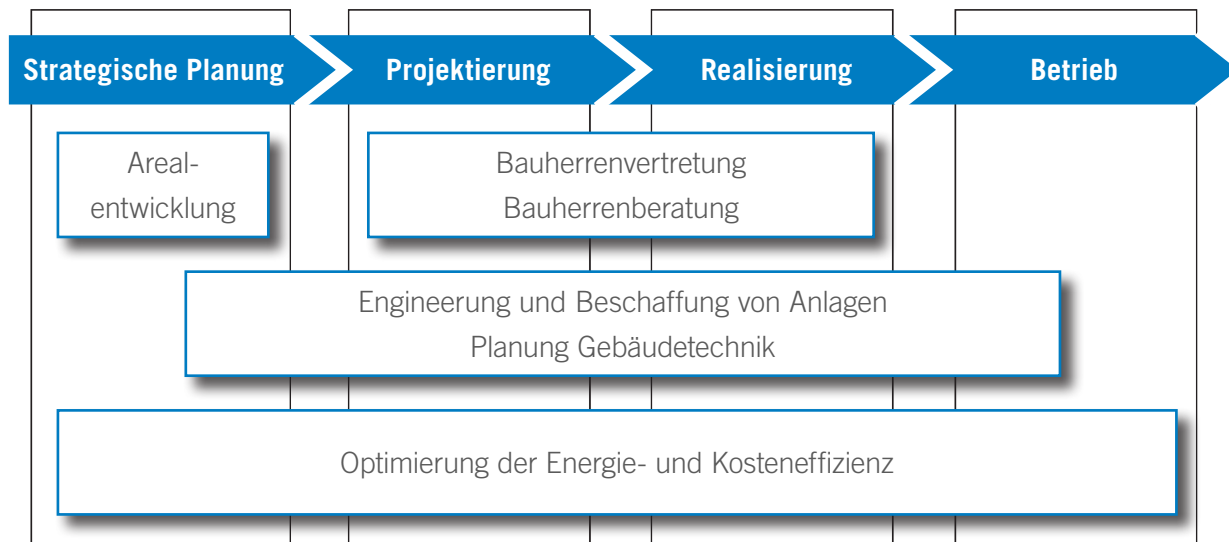 Strategische Planung
Projektierung
Realisierung
Betrieb
Areal-
entwicklung
Bauherrenvertretung
Bauherrenberatung
Engineerung und Beschaffung von Anlagen
Planung Gebäudetechnik
Optimierung der Energie- und Kosteneffizienz